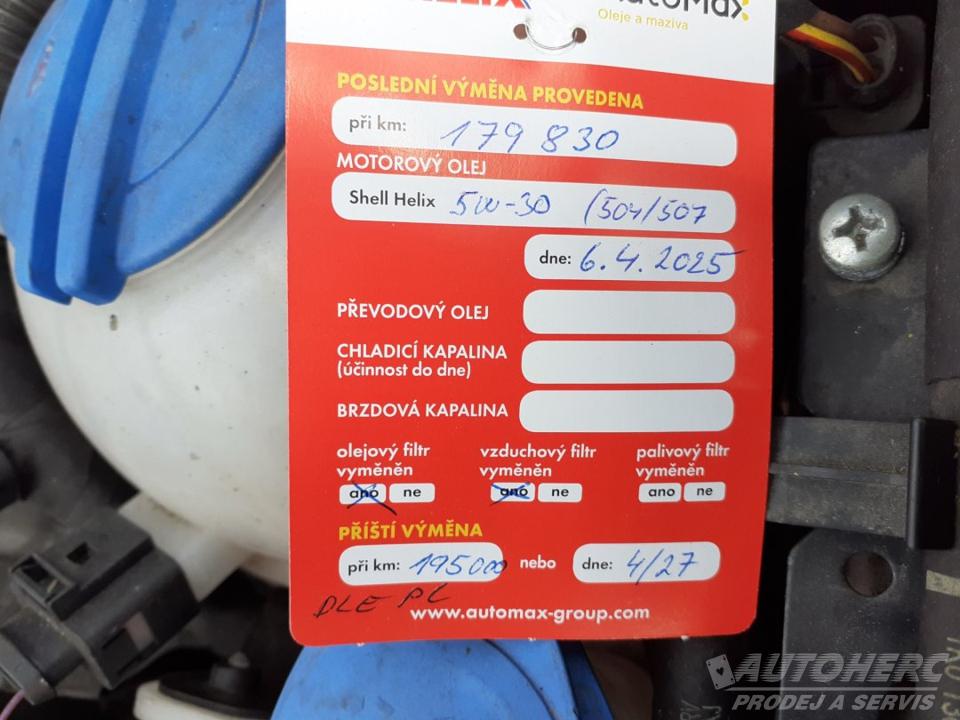 HELIX
AutoMax
Oleje a maziva
POSLEDNÍ VÝMĚNA PROVEDENA
při km: 179 830
MOTOROVÝ OLEJ
Shell Helix 5W-30 (504/507
dne: 6.4.2025
PŘEVODOVÝ OLEJ
CHLADICÍ KAPALINA
(účinnost do dne)
BRZDOVÁ KAPALINA
olejový filtr vyměněn
ano ne
vzduchový filtr vyměněn
ano ne
palivový filtr vyměněn
ano ne
PŘÍŠTÍ VÝMĚNA
při km: 195000 nebo dne: 4/27
DLE PL
www.automax-group.com
AUTOHERC
PRODEJ A SERVIS